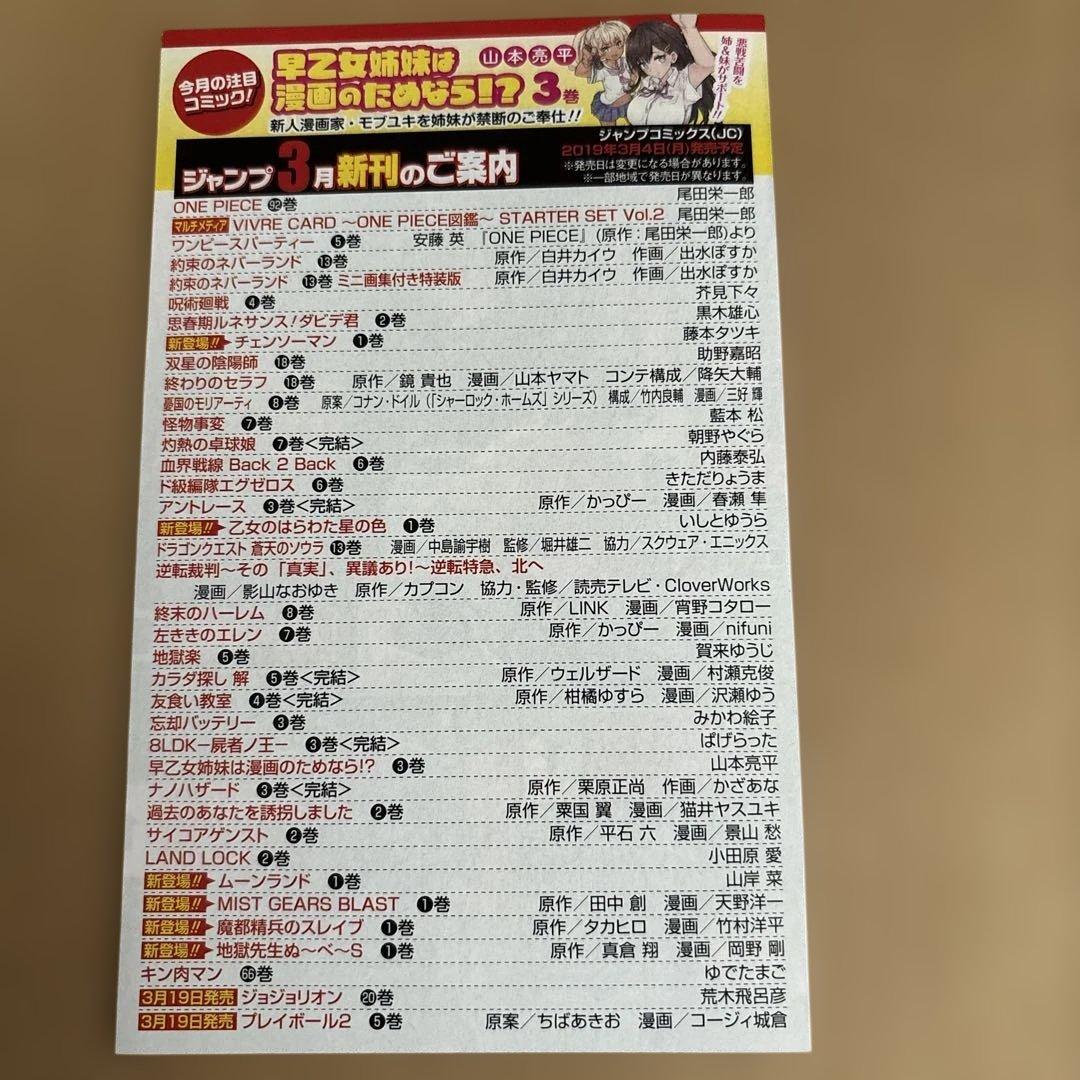 今月の注目
コミック!
早乙女姉妹は
漫画のためなら!? 3巻
山本亮平
新人漫画家・モブユキを姉妹が禁断のご奉仕!!
悪戦苦闘を
姉&妹がサポート!!
ジャンプ3月新刊のご案内
ジャンプコミックス(JC)
2019年3月4日(月)発売予定
※発売日は変更になる場合があります。
※一部地域で発売日が異なります。
ONE PIECE 92巻 尾田栄一郎
マルチメディア VIVRE CARD 〜ONE PIECE図鑑〜 STARTER SET Vol.2 尾田栄一郎
ワンピースパーティー 5巻 安藤 英 『ONE PIECE』(原作:尾田栄一郎)より
約束のネバーランド 13巻 原作/白井カイウ 作画/出水ぽすか
約束のネバーランド 13巻 ミニ画集付き特装版 原作/白井カイウ 作画/出水ぽすか
呪術廻戦 4巻 芥見下々
思春期ルネサンス!ダビデ君 2巻 黒木雄心
新登場!! チェンソーマン 1巻 藤本タツキ
双星の陰陽師 18巻 助野嘉昭
終わりのセラフ 18巻 原作/鏡 貴也 漫画/山本ヤマト コンテ構成/降矢大輔
憂国のモリアーティ 8巻 原案/コナン・ドイル(「シャーロック・ホームズ」シリーズ) 構成/竹内良輔 漫画/三好 輝
怪物事変 7巻 藍本 松
灼熱の卓球娘 7巻<完結> 朝野やぐら
血界戦線 Back 2 Back 6巻 内藤泰弘
ド級編隊エグゼロス 6巻 きただりょうま
アントレース 3巻<完結> 原作/かっぴー 漫画/春瀬 隼
新登場!! 乙女のはらわた星の色 1巻 いしとゆうら
ドラゴンクエスト 蒼天のソウラ 13巻 漫画/中島諭宇樹 監修/堀井雄二 協力/スクウェア・エニックス
逆転裁判〜その「真実」、異議あり!〜逆転特急、北へ
漫画/影山なおゆき 原作/カプコン 協力・監修/読売テレビ・CloverWorks
終末のハーレム 8巻 原作/LINK 漫画/宵野コタロー
左ききのエレン 7巻 原作/かっぴー 漫画/nifuni
地獄楽 5巻 賀来ゆうじ
カラダ探し 解 5巻<完結> 原作/ウェルザード 漫画/村瀬克俊
友食い教室 4巻<完結> 原作/柑橘ゆすら 漫画/沢瀬ゆう
忘却バッテリー 3巻 みかわ絵子
8LDK−屍者ノ王− 3巻<完結> ぱげらった
早乙女姉妹は漫画のためなら!? 3巻 山本亮平
ナノハザード 3巻<完結> 原作/栗原正尚 作画/かざあな
過去のあなたを誘拐しました 2巻 原作/粟国 翼 漫画/猫井ヤスユキ
サイコアゲンスト 2巻 原作/平石 六 漫画/景山 愁
LAND LOCK 2巻 小田原 愛
新登場!! ムーンランド 1巻 山岸 菜
新登場!! MIST GEARS BLAST 1巻 原作/田中 創 漫画/天野洋一
新登場!! 魔都精兵のスレイブ 1巻 原作/タカヒロ 漫画/竹村洋平
新登場!! 地獄先生ぬ〜べ〜S 1巻 原作/真倉 翔 漫画/岡野 剛
キン肉マン 66巻 ゆでたまご
3月19日発売 ジョジョリオン 20巻 荒木飛呂彦
3月19日発売 プレイボール2 5巻 原案/ちばあきお 漫画/コージィ城倉